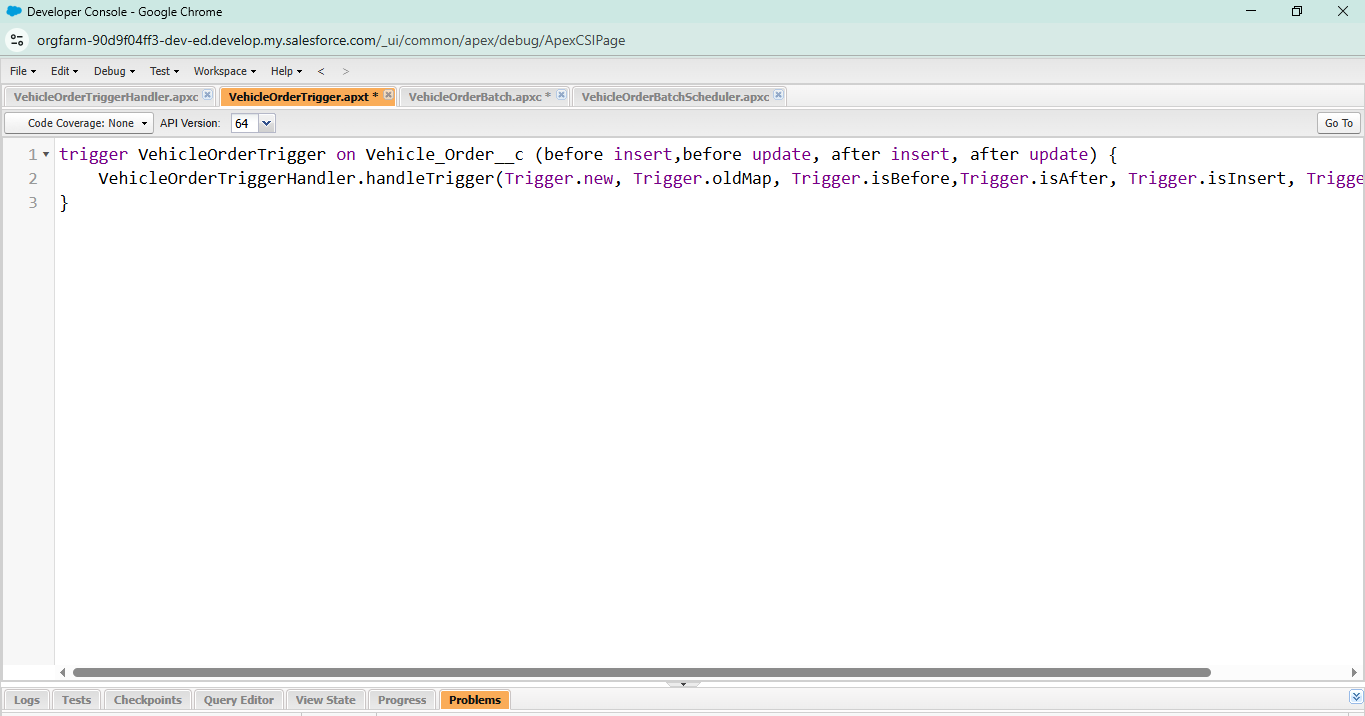 Developer Console - Google Chrome
orgfarm-90d9f04ff3-dev-ed.develop.my.salesforce.com/_ui/common/apex/debug/ApexCSIPage
File Edit Debug Test Workspace Help < >
VehicleOrderTriggerHandler.apxc VehicleOrderTrigger.apxt * VehicleOrderBatch.apxc * VehicleOrderBatchScheduler.apxc
Code Coverage: None API Version: 64 Go To
1 trigger VehicleOrderTrigger on Vehicle_Order__c (before insert,before update, after insert, after update) {
2 VehicleOrderTriggerHandler.handleTrigger(Trigger.new, Trigger.oldMap, Trigger.isBefore,Trigger.isAfter, Trigger.isInsert, Trigge
3 }
Logs Tests Checkpoints Query Editor View State Progress Problems